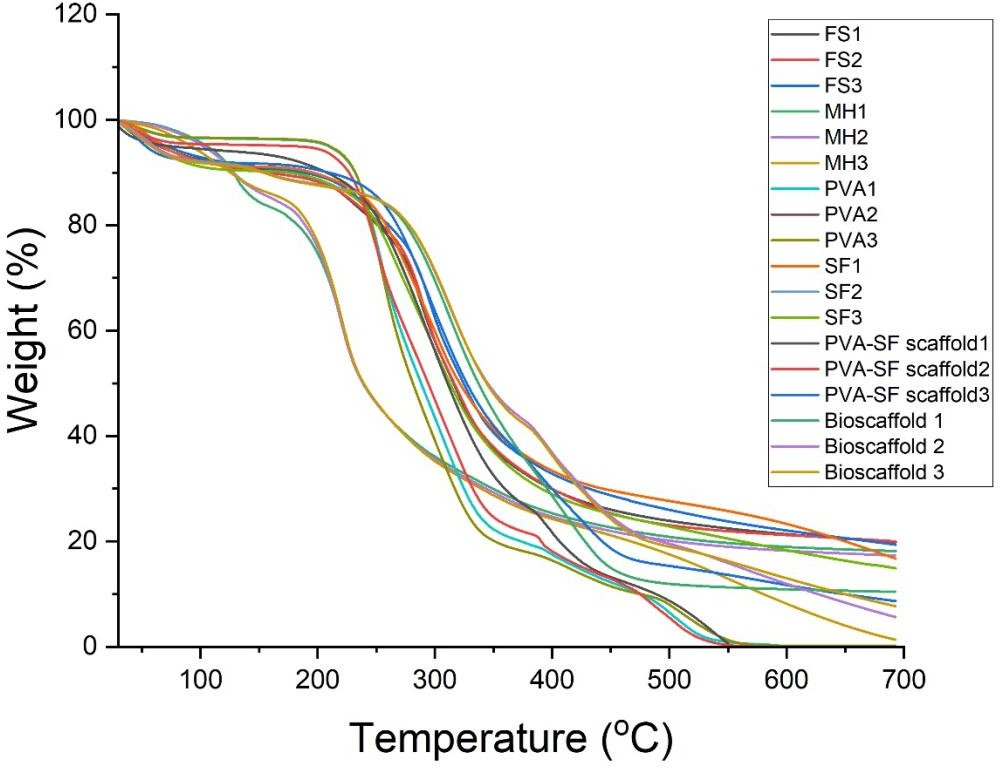 120
100
80
60
40
20
0
Weight (%)
100 200 300 400 500 600 700
Temperature (°C)
FS1
FS2
FS3
MH1
MH2
MH3
PVA1
PVA2
PVA3
SF1
SF2
SF3
PVA-SF scaffold1
PVA-SF scaffold2
PVA-SF scaffold3
Bioscaffold 1
Bioscaffold 2
Bioscaffold 3